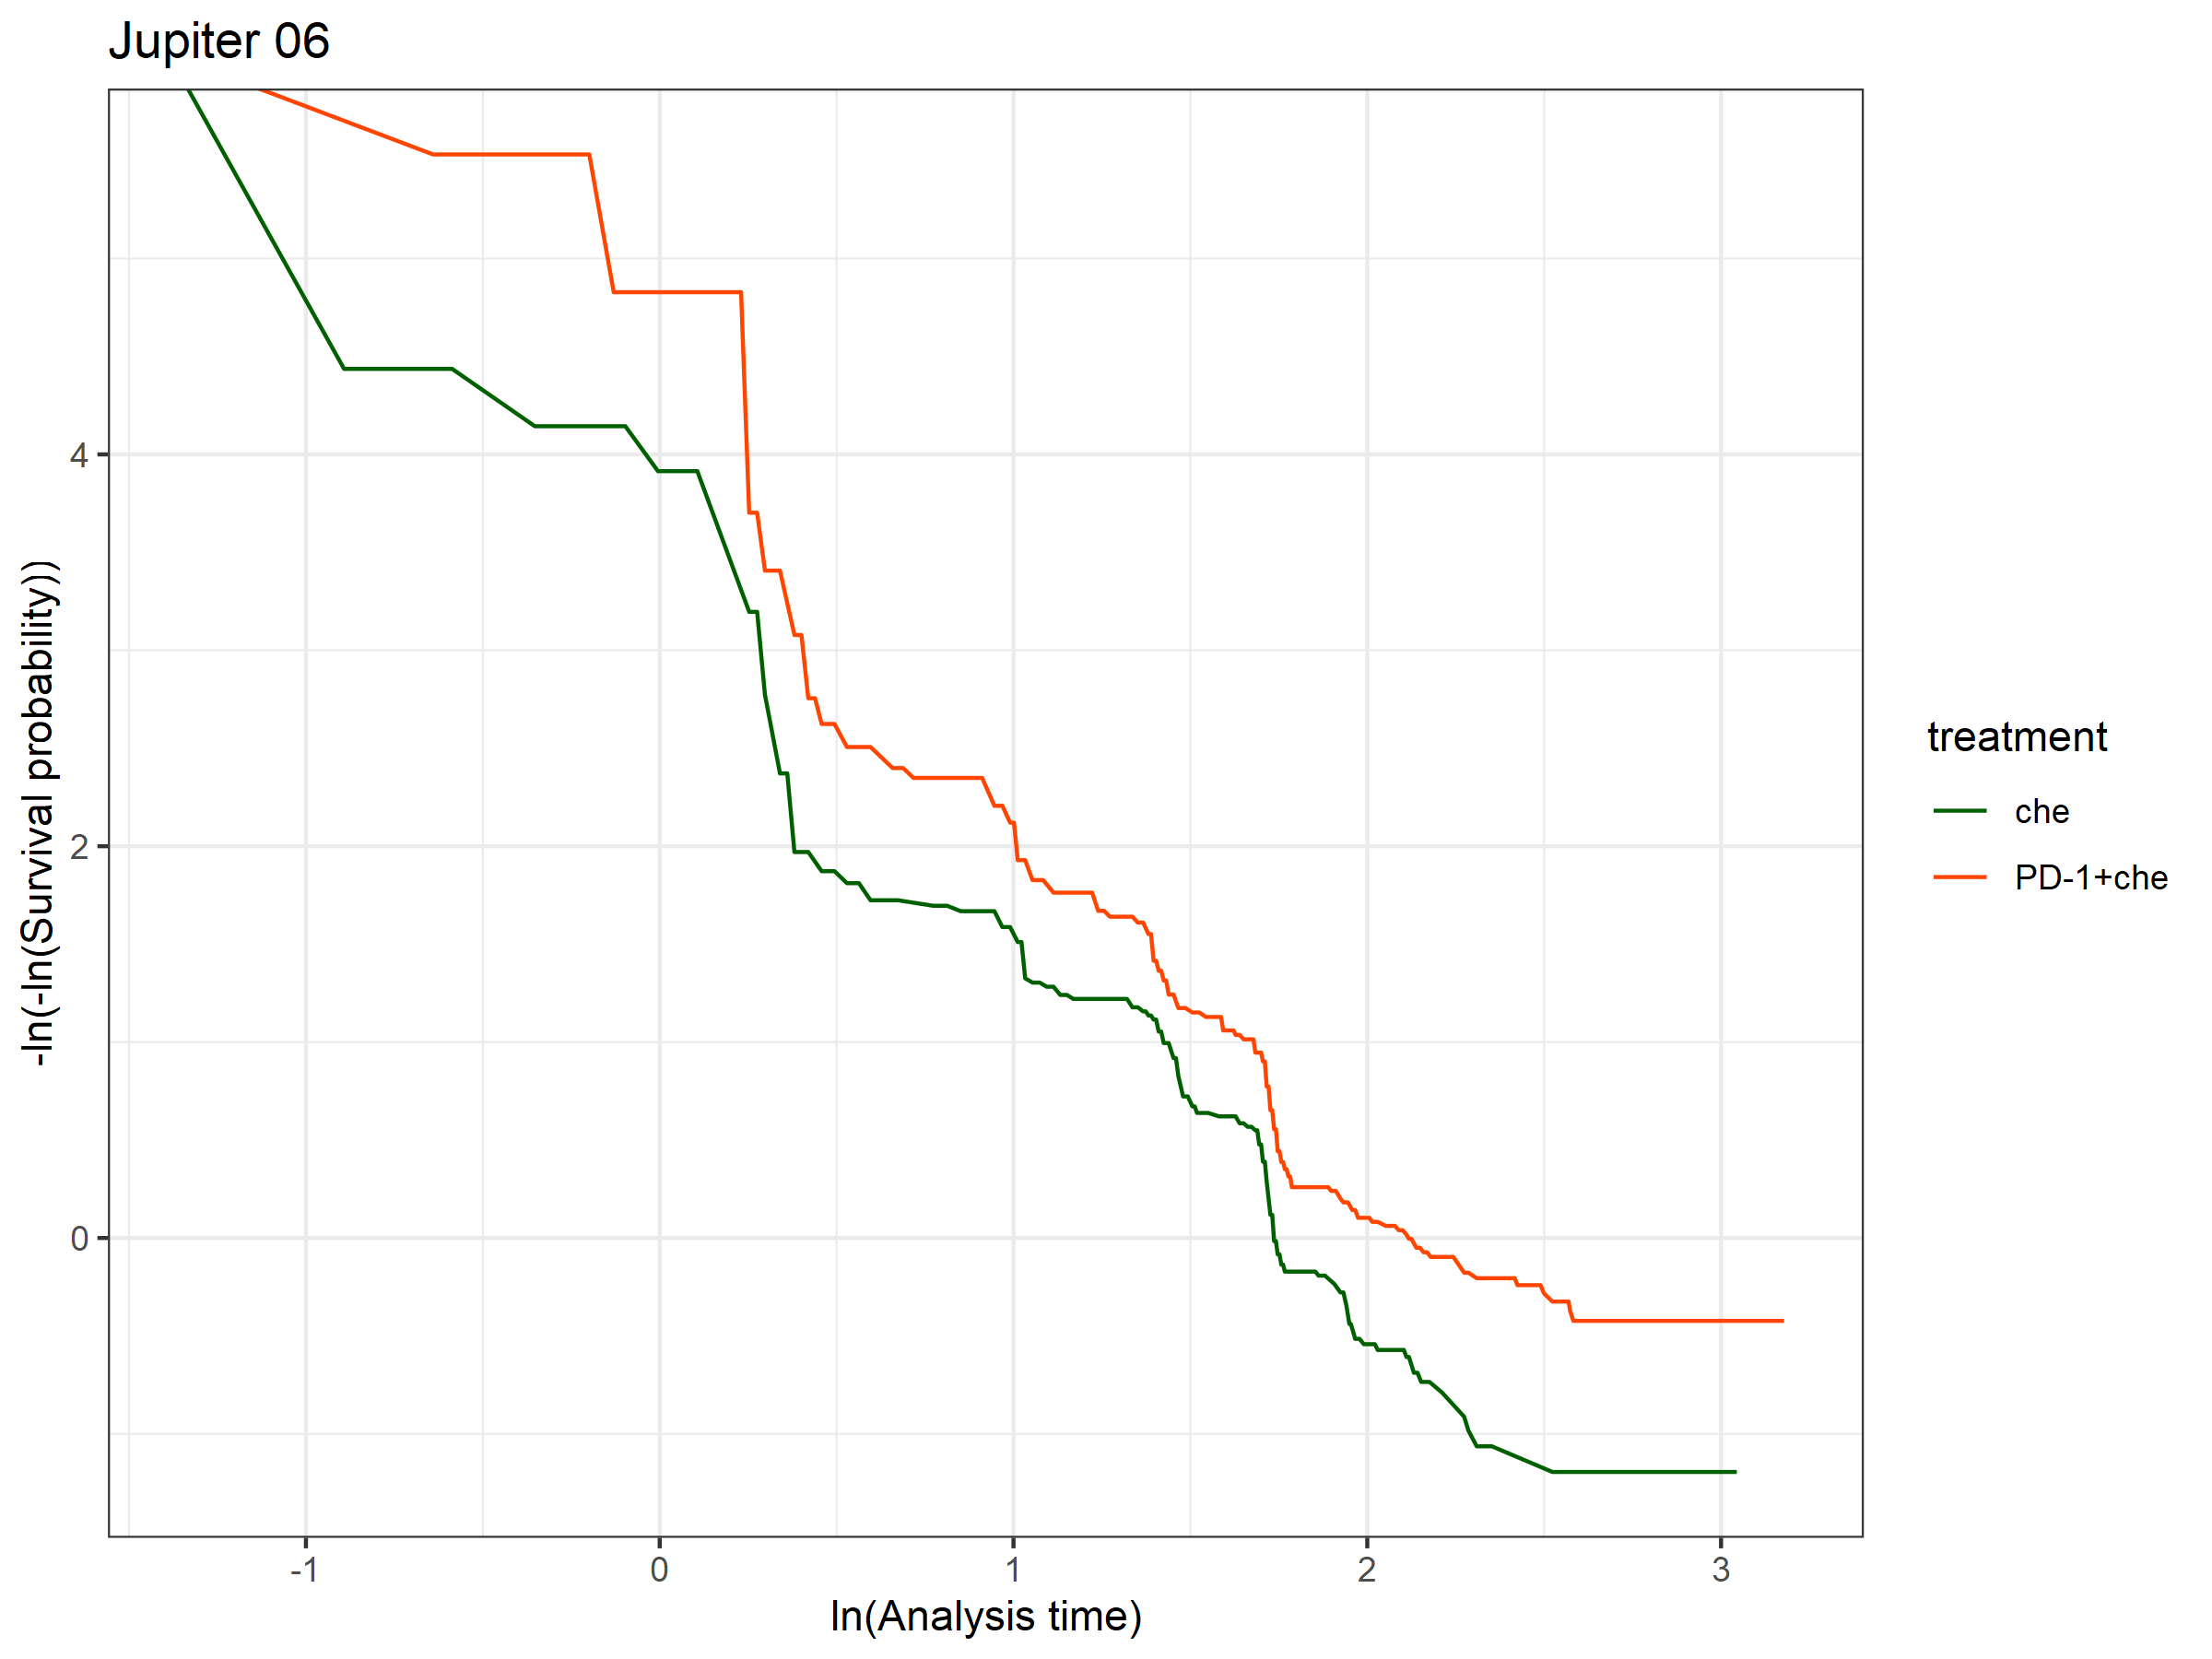 Jupiter 06
-ln(-ln(Survival probability)))
4
2
0
-1
0
1
2
3
ln(Analysis time)
treatment
che
PD-1+che